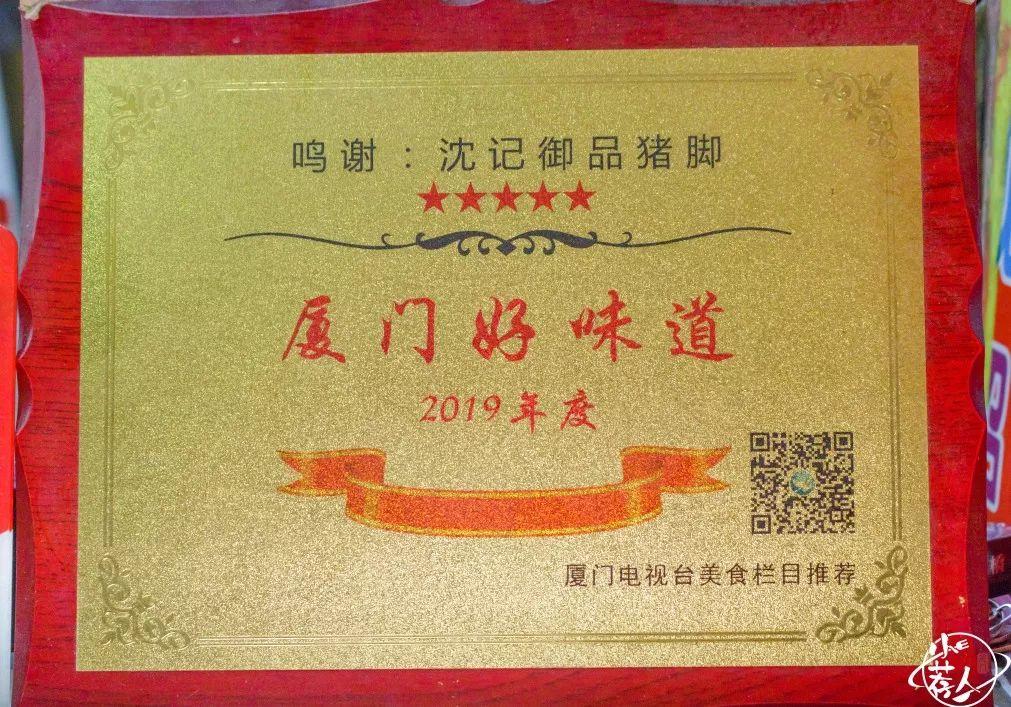 鸣谢：沈记御品猪脚
★★★★★
厦门好味道
2019年度
厦门电视台美食栏目推荐